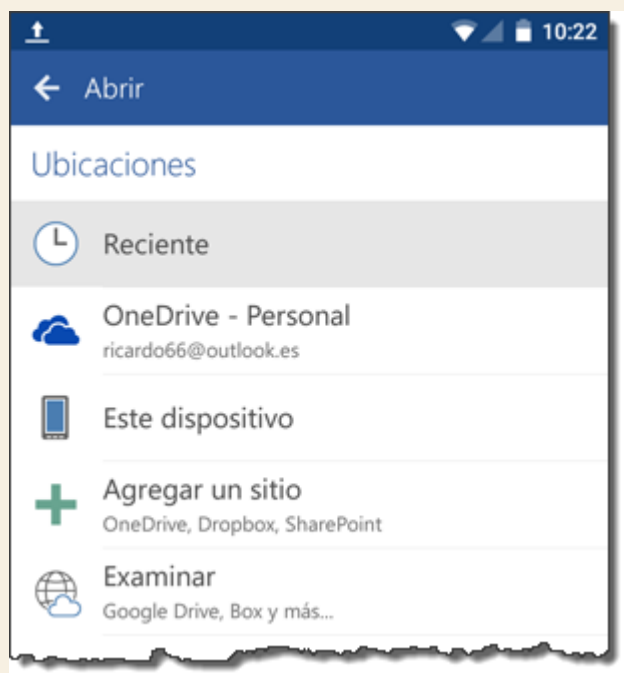 10:22
Abrir
Ubicaciones
Reciente
OneDrive - Personal
ricardo66@outlook.es
Este dispositivo
Agregar un sitio
OneDrive, Dropbox, SharePoint
Examinar
Google Drive, Box y más...